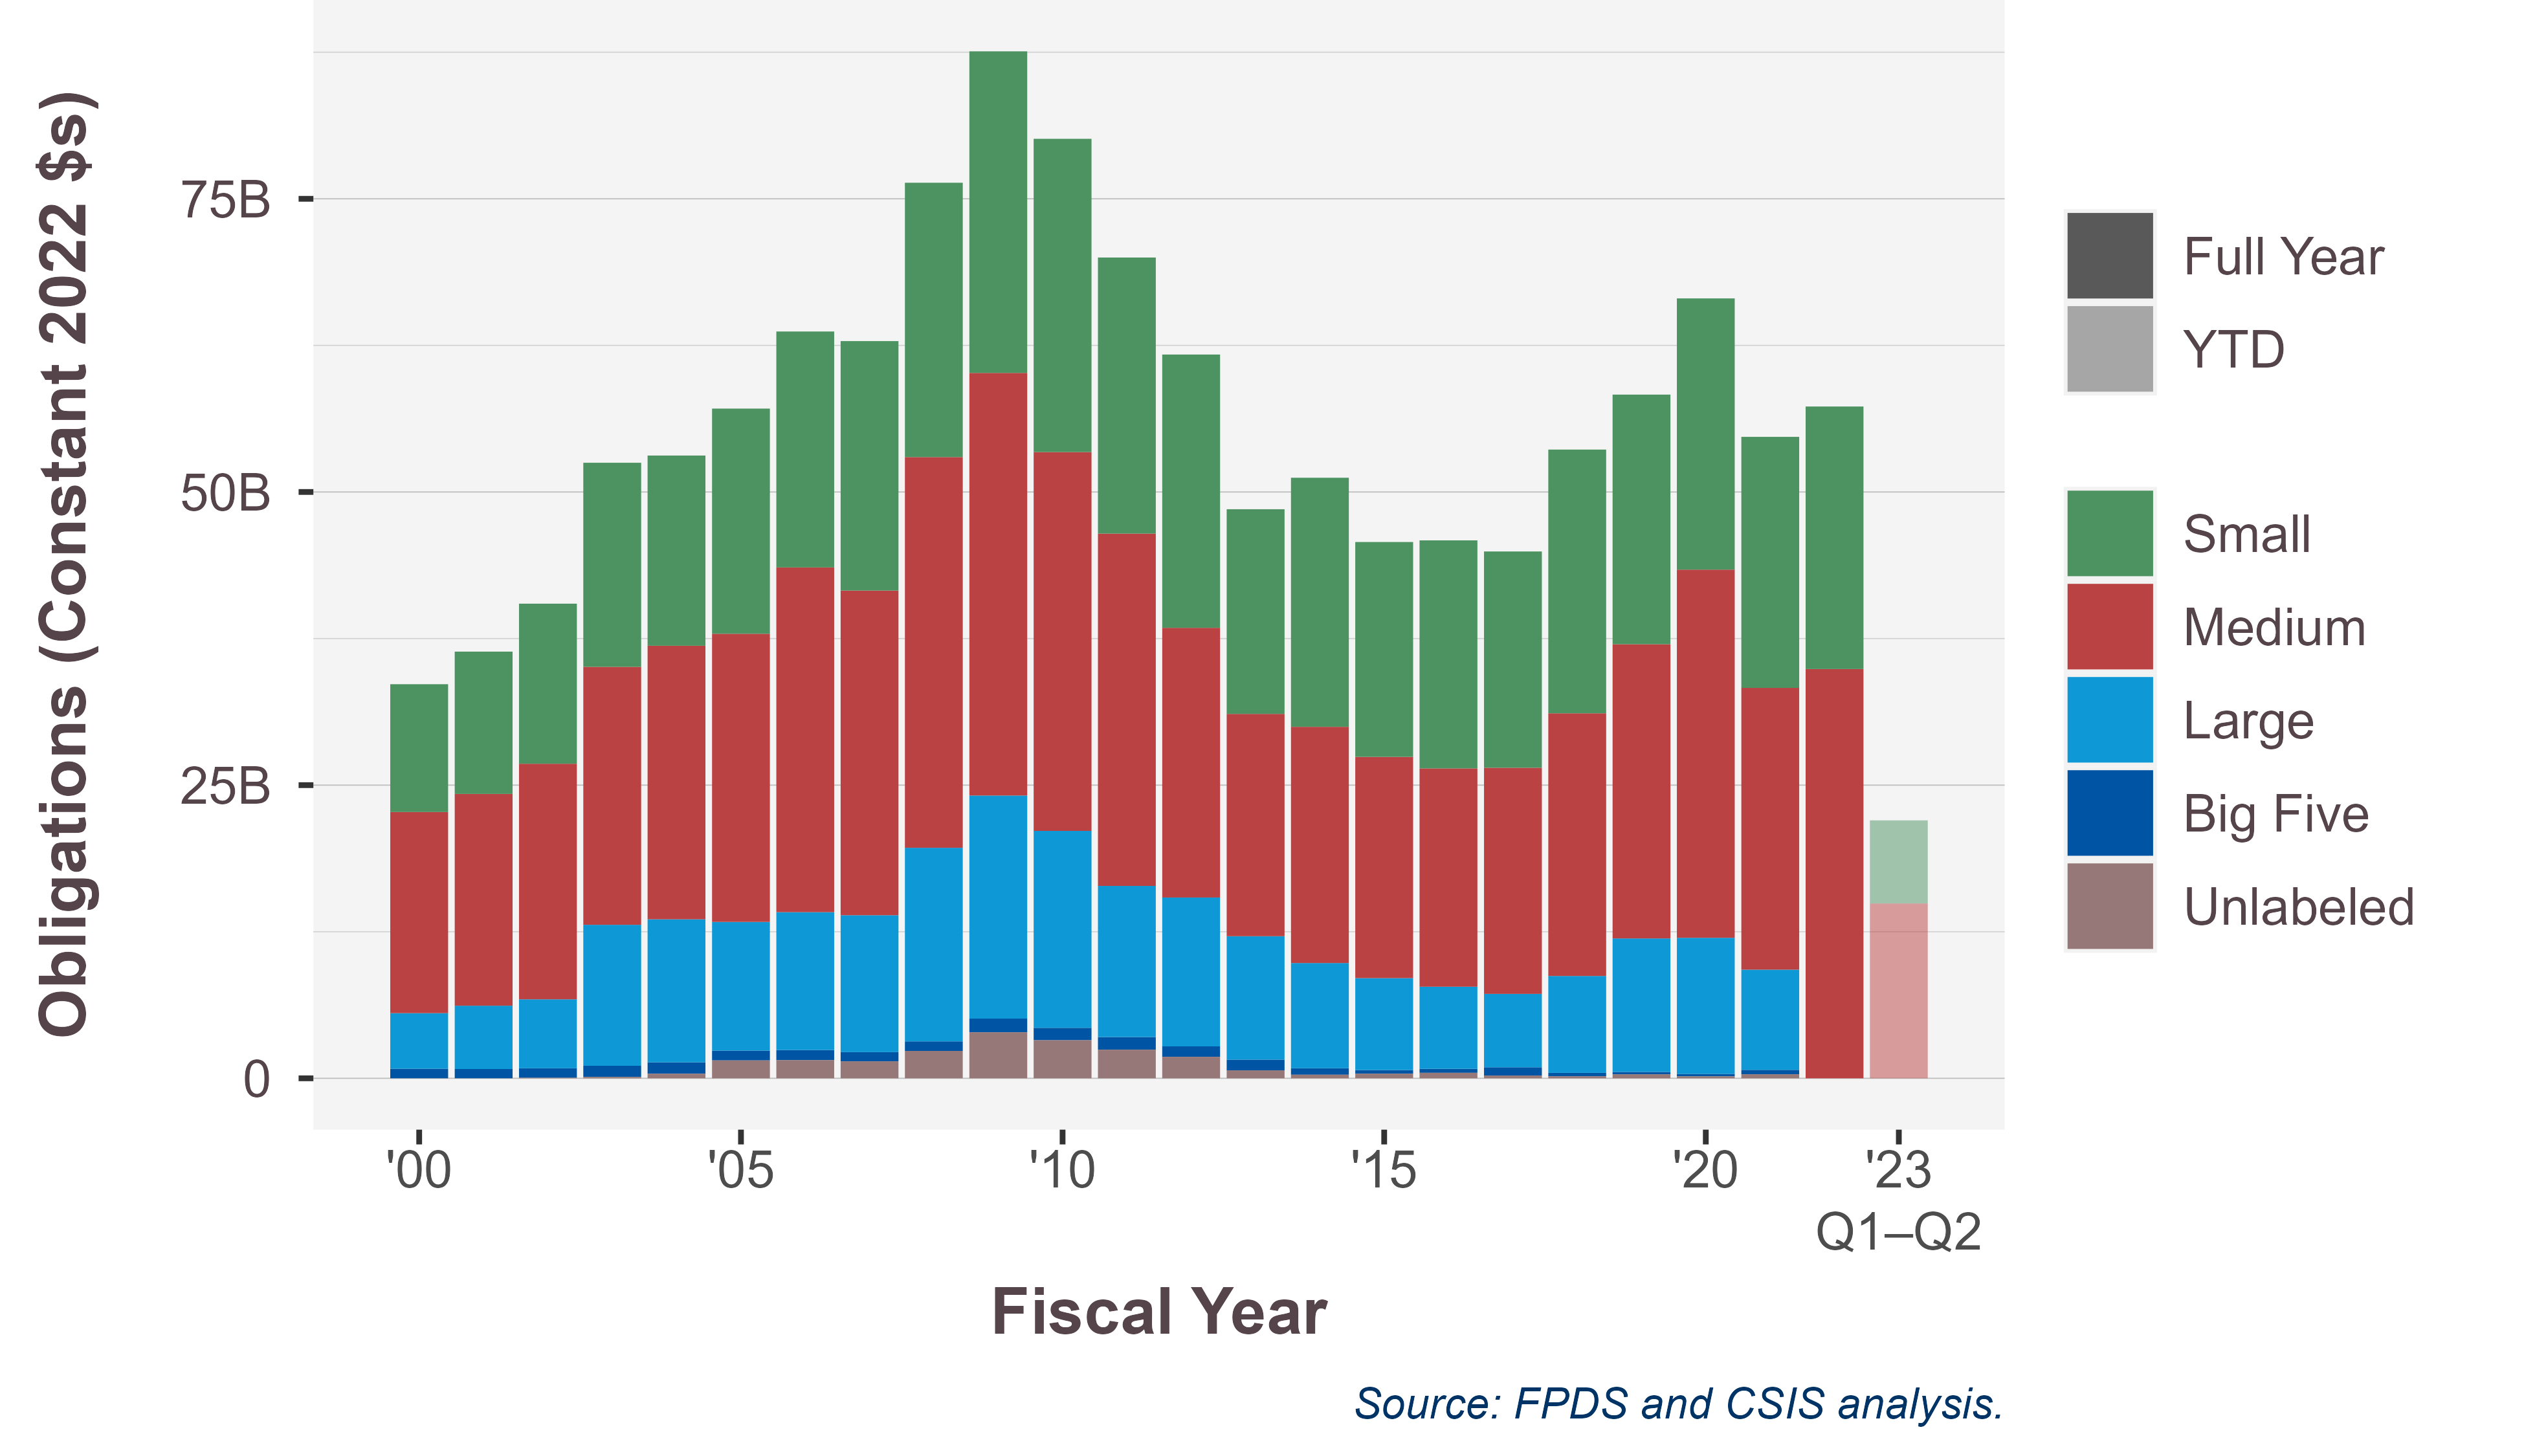 Obligations (Constant 2022 $s)
75B
50B
25B
0
'00
'05
'10
'15
'20
'23
Q1–Q2
Fiscal Year
Full Year
YTD
Small
Medium
Large
Big Five
Unlabeled
Source: FPDS and CSIS analysis.